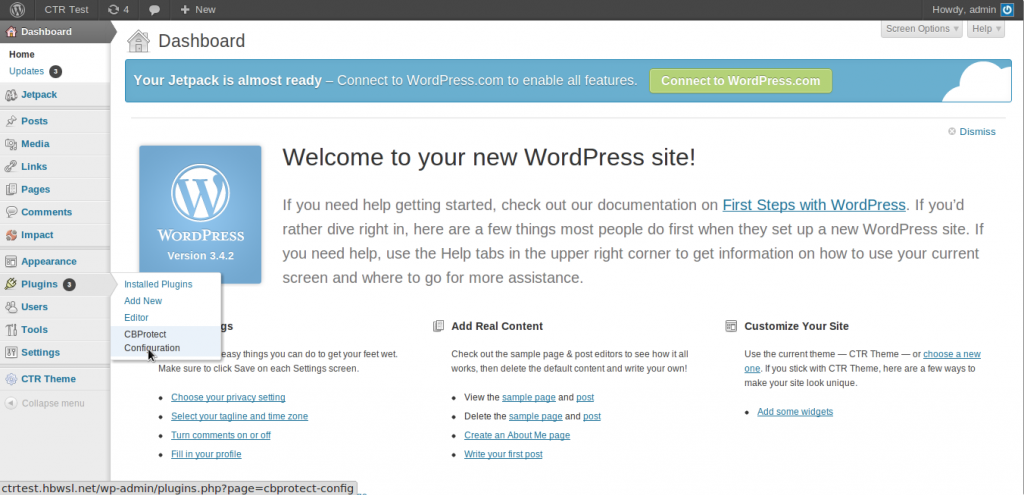 CTR Test 4 + New Howdy, admin
Dashboard
Home
Updates 3
Jetpack
Posts
Media
Links
Pages
Comments
Impact
Appearance
Plugins 3
Users
Tools
Settings
CTR Theme
Collapse menu
Installed Plugins
Add New
Editor
CBProtect
Configuration
Screen Options Help
Dashboard
Your Jetpack is almost ready – Connect to WordPress.com to enable all features. Connect to WordPress.com
Dismiss
WORDPRESS
Version 3.4.2
Welcome to your new WordPress site!
If you need help getting started, check out our documentation on First Steps with WordPress. If you'd
rather dive right in, here are a few things most people do first when they set up a new WordPress site. If
you need help, use the Help tabs in the upper right corner to get information on how to use your current
screen and where to go for more assistance.
gs
easy things you can do to get your feet wet.
Make sure to click Save on each Settings screen.
Choose your privacy setting
Select your tagline and time zone
Turn comments on or off
Fill in your profile
Add Real Content
Check out the sample page & post editors to see how it all
works, then delete the default content and write your own!
View the sample page and post
Delete the sample page and post
Create an About Me page
Write your first post
Customize Your Site
Use the current theme — CTR Theme — or choose a new
one. If you stick with CTR Theme, here are a few ways to
make your site look unique.
Add some widgets
ctrtest.hbwsl.net/wp-admin/plugins.php?page=cbprotect-config